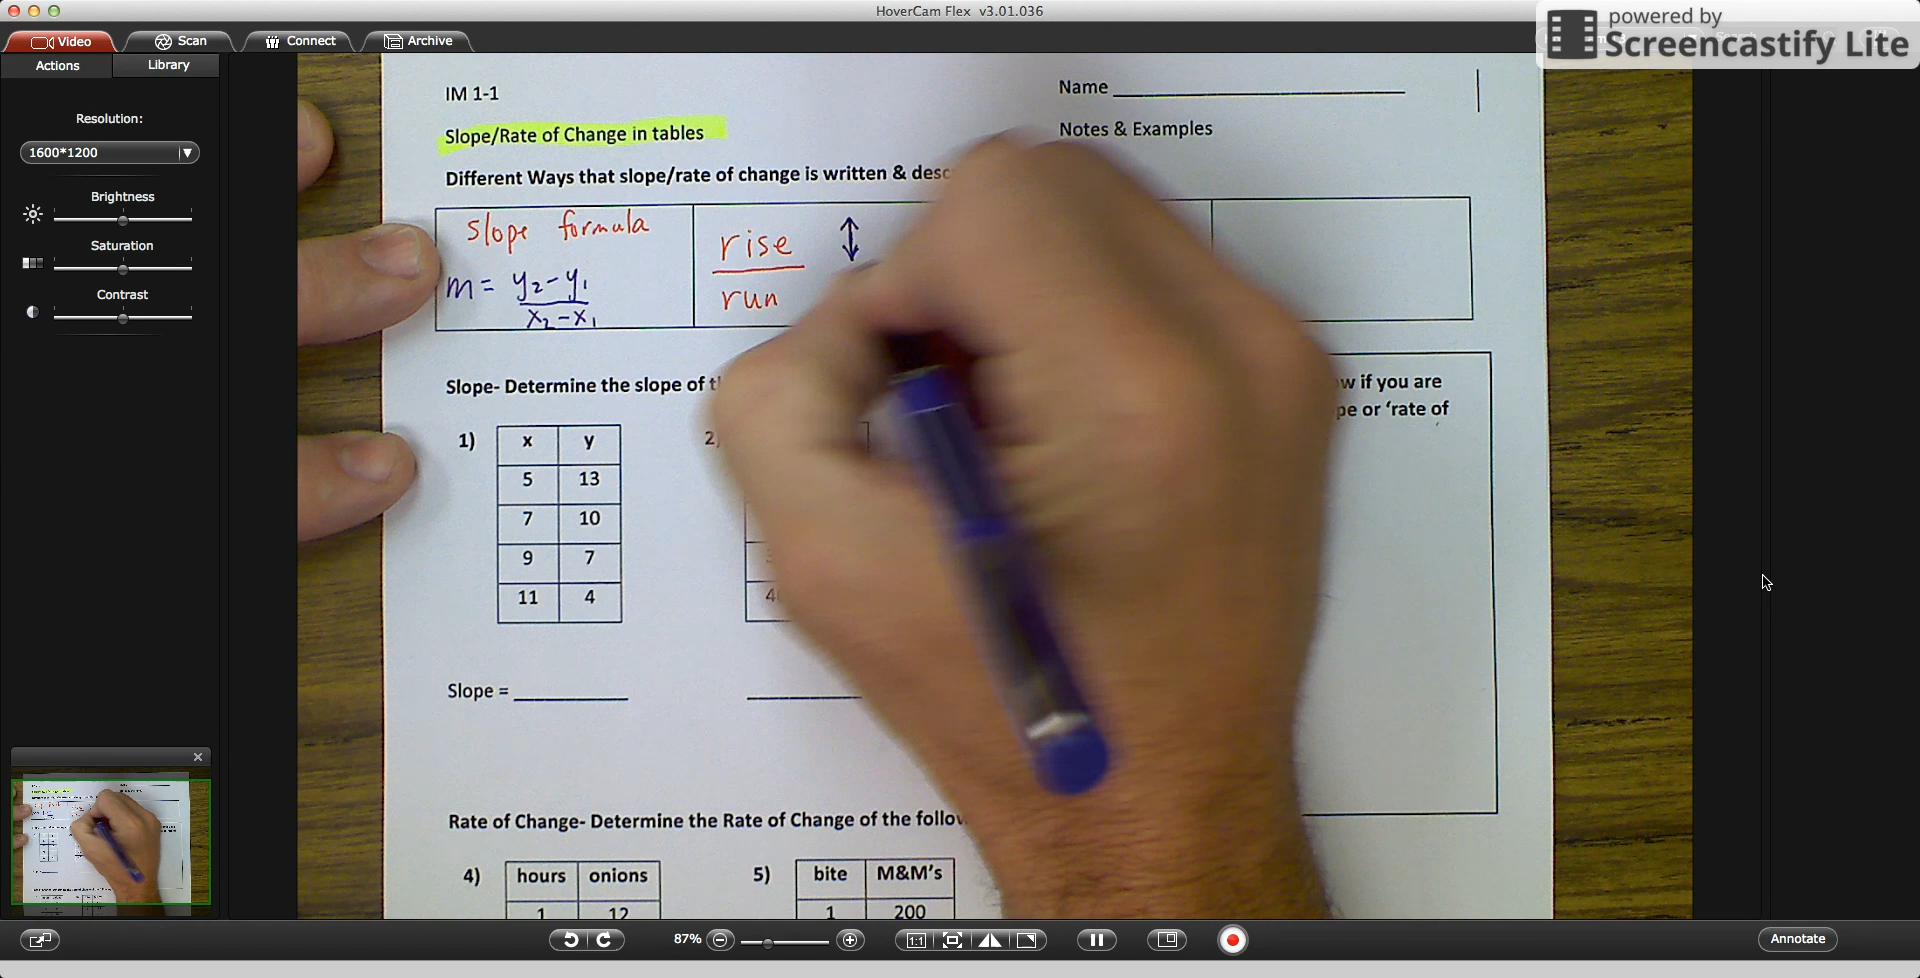 HoverCam Flex v3.01.036
powered by
Screencastify Lite
Video
Scan
Connect
Archive
Actions
Library
Resolution:
1600*1200
Brightness
Saturation
Contrast
IM 1-1
Name
Slope/Rate of Change in tables
Notes & Examples
Different Ways that slope/rate of change is written &
slope formula
m = y₂ - y₁
x₂ - x₁
rise
run
Slope- Determine the slope of
if you are
or ‘rate of
1)
x y
5 13
7 10
9 7
11 4
2)
Slope =
Rate of Change- Determine the Rate of Change of the
4)
hours onions
1 12
5)
bite M&M's
1 200
87%
1:1
Annotate